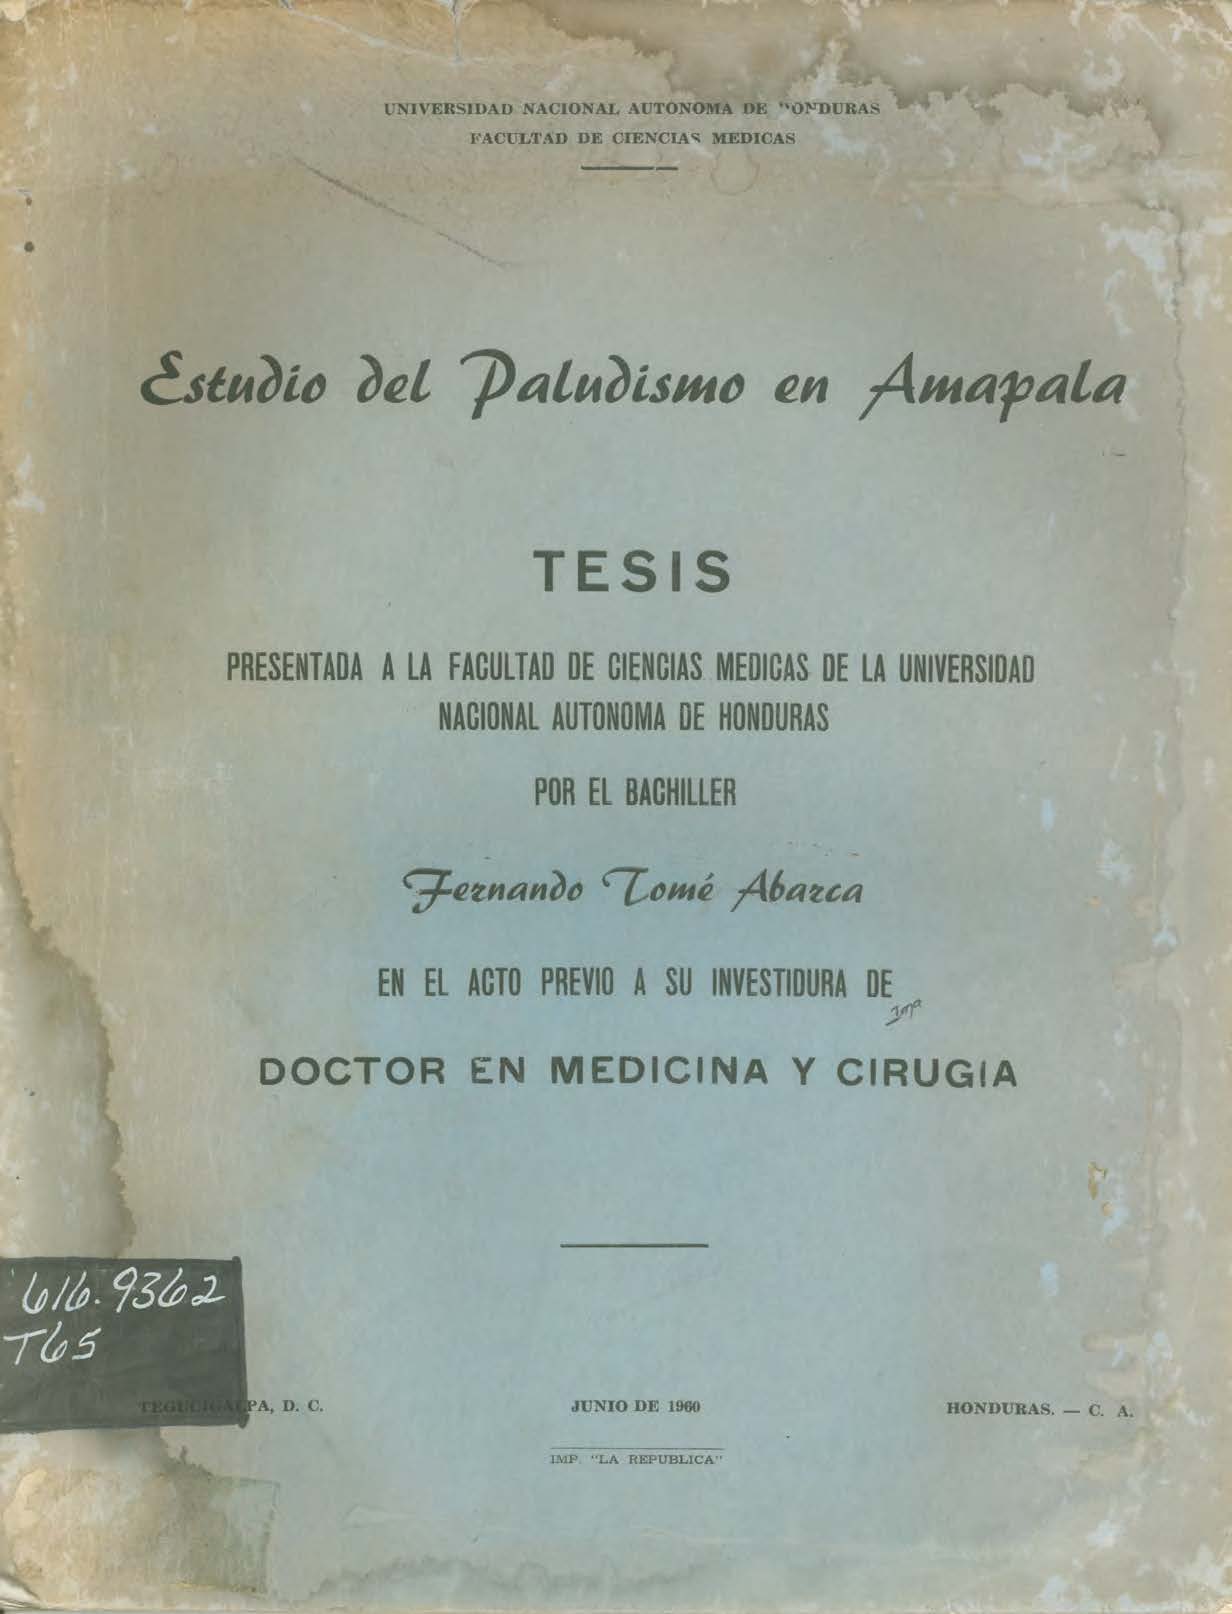 UNIVERSIDAD NACIONAL AUTONOMA DE HONDURAS
FACULTAD DE CIENCIAS MEDICAS
Estudio del Paludismo en Amapala
TESIS
PRESENTADA A LA FACULTAD DE CIENCIAS MEDICAS DE LA UNIVERSIDAD
NACIONAL AUTONOMA DE HONDURAS
POR EL BACHILLER
Fernando Tomé Abarca
EN EL ACTO PREVIO A SU INVESTIDURA DE
DOCTOR EN MEDICINA Y CIRUGIA
616.9362
T65
TEGUCIGALPA, D. C. JUNIO DE 1960 HONDURAS. — C. A.
IMP. "LA REPUBLICA"